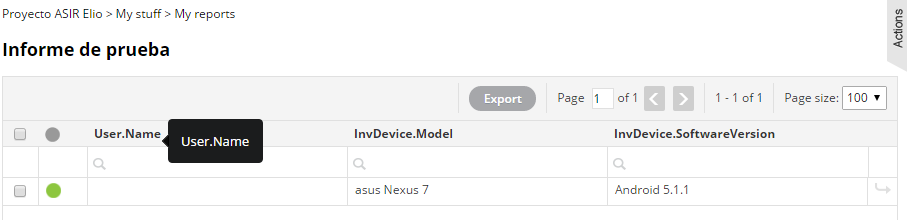 Proyecto ASIR Elio > My stuff > My reports
Actions
Informe de prueba
Export Page 1 of 1 1 - 1 of 1 Page size: 100
User.Name InvDevice.Model InvDevice.SoftwareVersion
User.Name
asus Nexus 7 Android 5.1.1